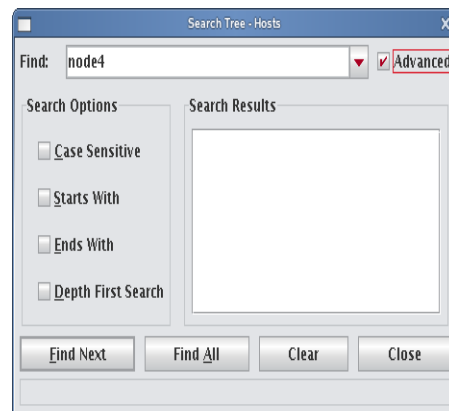 Search Tree - Hosts
X
Find: node4 Advanced
Search Options
Search Results
Case Sensitive
Starts With
Ends With
Depth First Search
Find Next Find All Clear Close